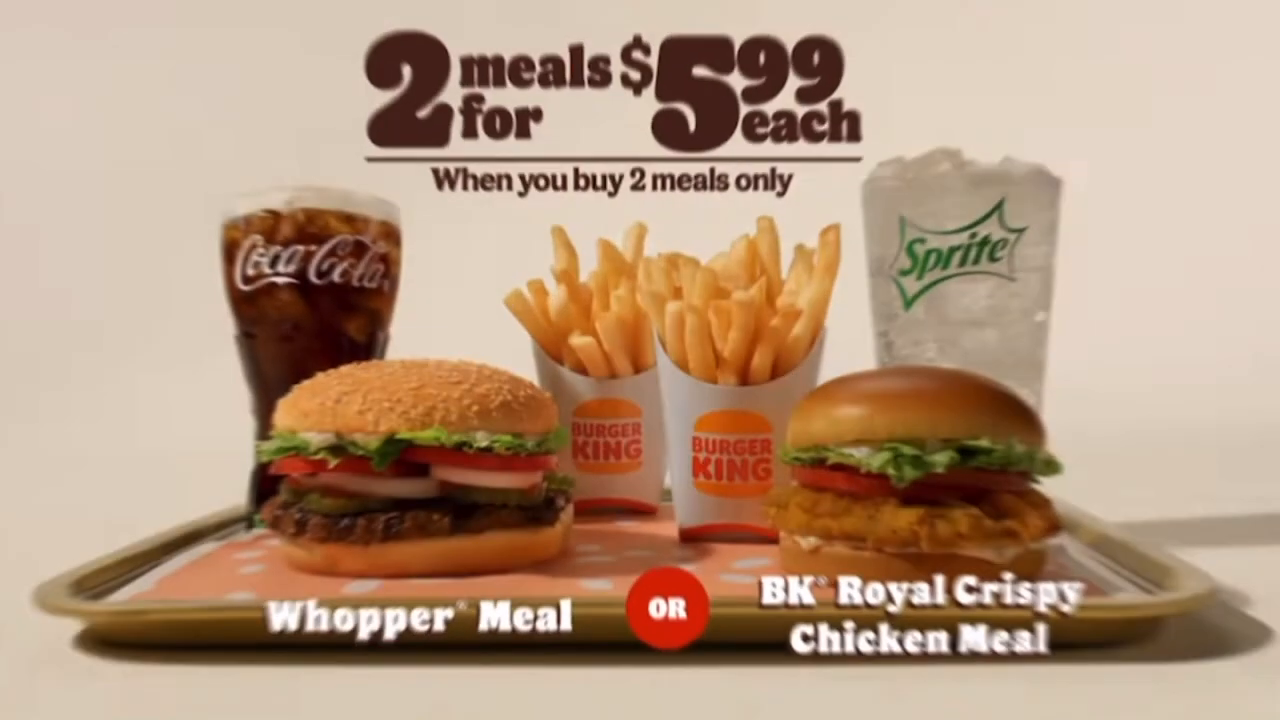 2 meals for $5.99 each
When you buy 2 meals only
Coca-Cola
Sprite
BURGER
KING
BURGER
KING
Whopper® Meal
OR
BK® Royal Crispy
Chicken Meal